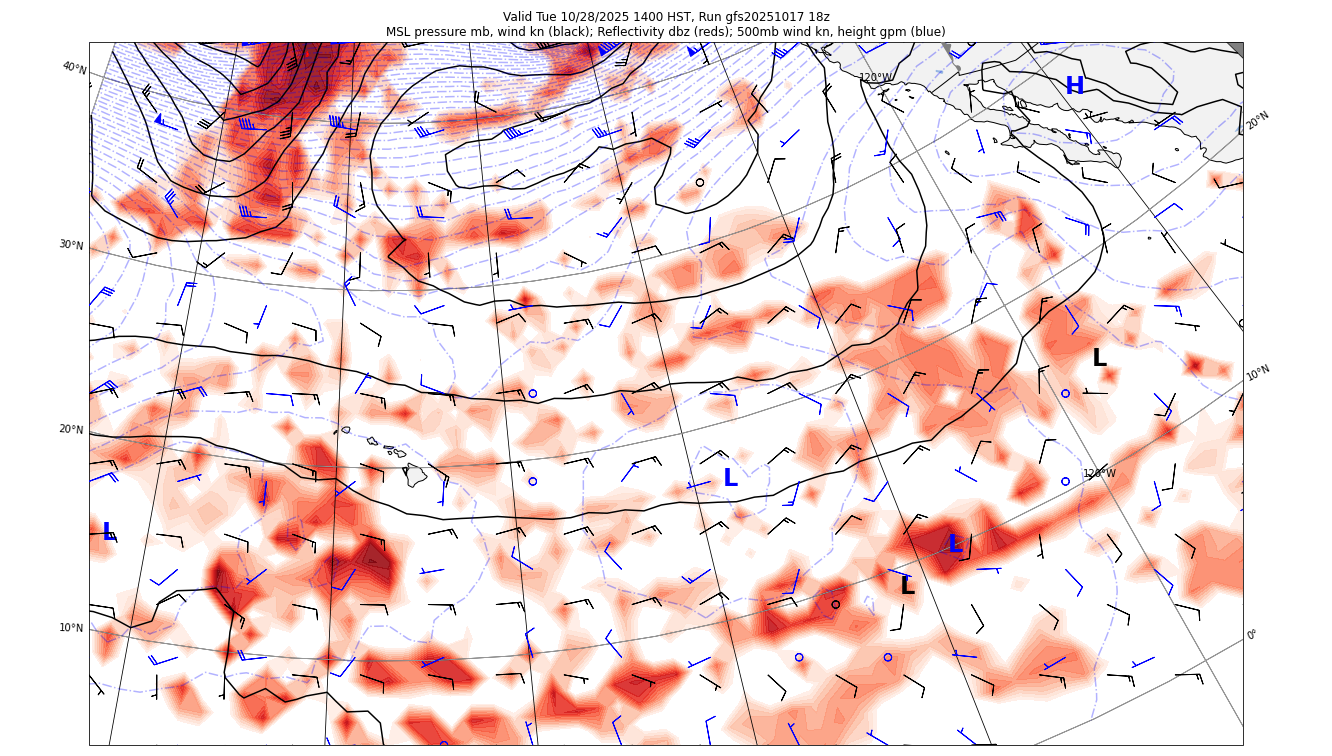 Valid Tue 10/28/2025 1400 HST, Run gfs20251017 18z
MSL pressure mb, wind kn (black); Reflectivity dbz (reds); 500mb wind kn, height gpm (blue)
40°N
120°W
H
20°N
30°N
L
10°N
20°N
120°W
L
L
L
L
10°N
0°